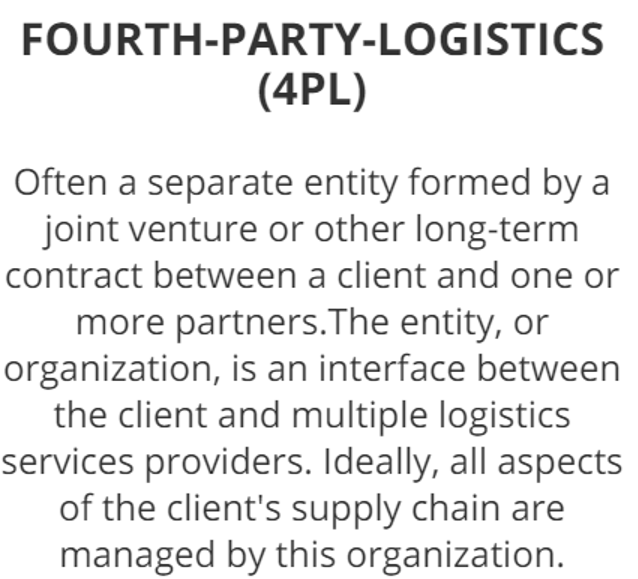 FOURTH-PARTY-LOGISTICS
(4PL)
Often a separate entity formed by a
joint venture or other long-term
contract between a client and one or
more partners.The entity, or
organization, is an interface between
the client and multiple logistics
services providers. Ideally, all aspects
of the client's supply chain are
managed by this organization.